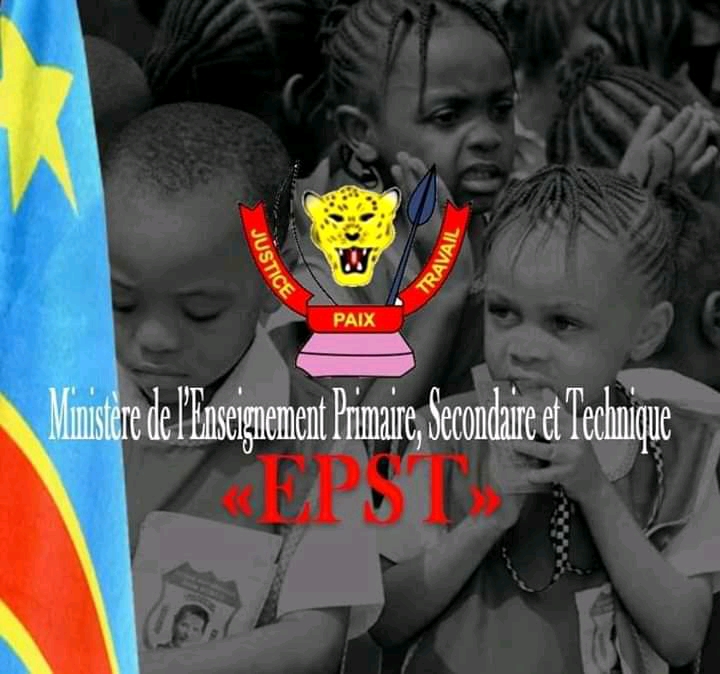 JUSTICE
PAIX
TRAVAIL
Ministère de l'Enseignement Primaire, Secondaire et Technique
«EPST»